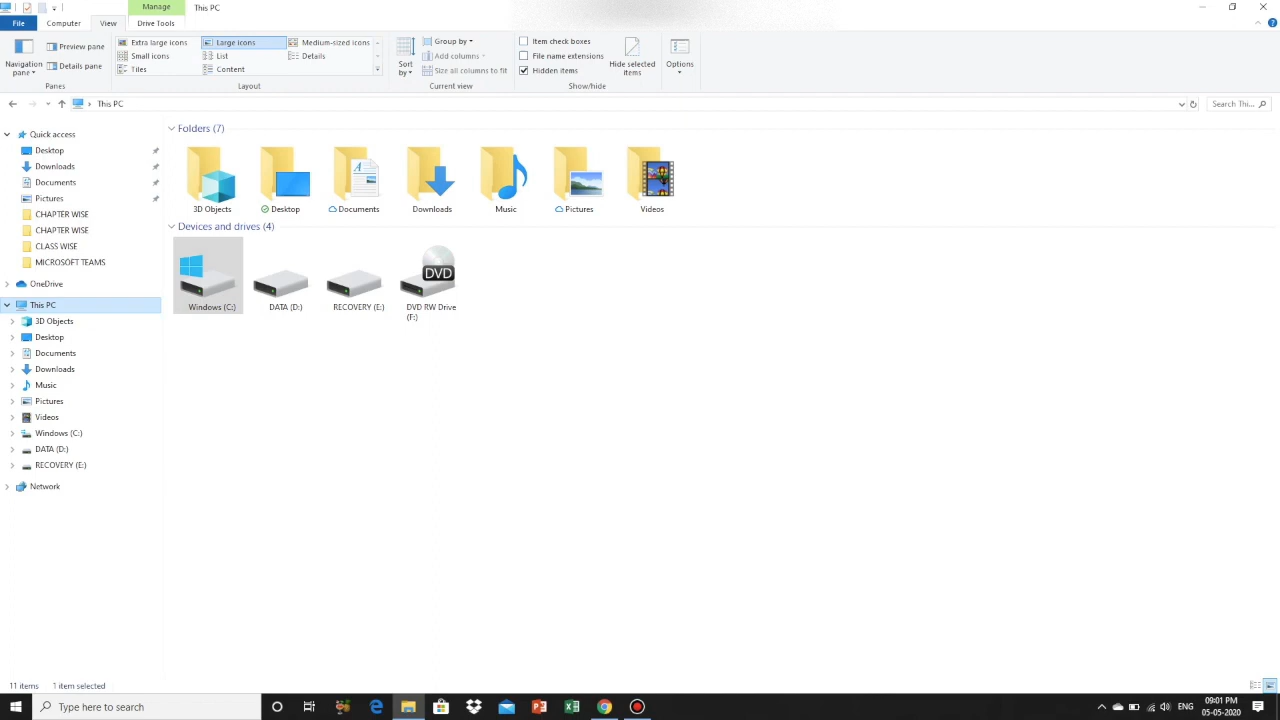 Manage
This PC
File
Computer
View
Drive Tools
Navigation pane
Preview pane
Details pane
Panes
Extra large icons
Large icons
Medium-sized icons
Small icons
List
Details
Tiles
Content
Layout
Sort by
Group by
Add columns
Size all columns to fit
Current view
Item check boxes
File name extensions
Hidden items
Hide selected items
Show/hide
Options
This PC
Search Thi...
Quick access
Desktop
Downloads
Documents
Pictures
CHAPTER WISE
CHAPTER WISE
CLASS WISE
MICROSOFT TEAMS
OneDrive
This PC
3D Objects
Desktop
Documents
Downloads
Music
Pictures
Videos
Windows (C:)
DATA (D:)
RECOVERY (E:)
Network
Folders (7)
3D Objects
Desktop
Documents
Downloads
Music
Pictures
Videos
Devices and drives (4)
Windows (C:)
DATA (D:)
RECOVERY (E:)
DVD
DVD RW Drive
(F:)
11 items
1 item selected
Type here to search
ENG
09:01 PM
05-05-2020